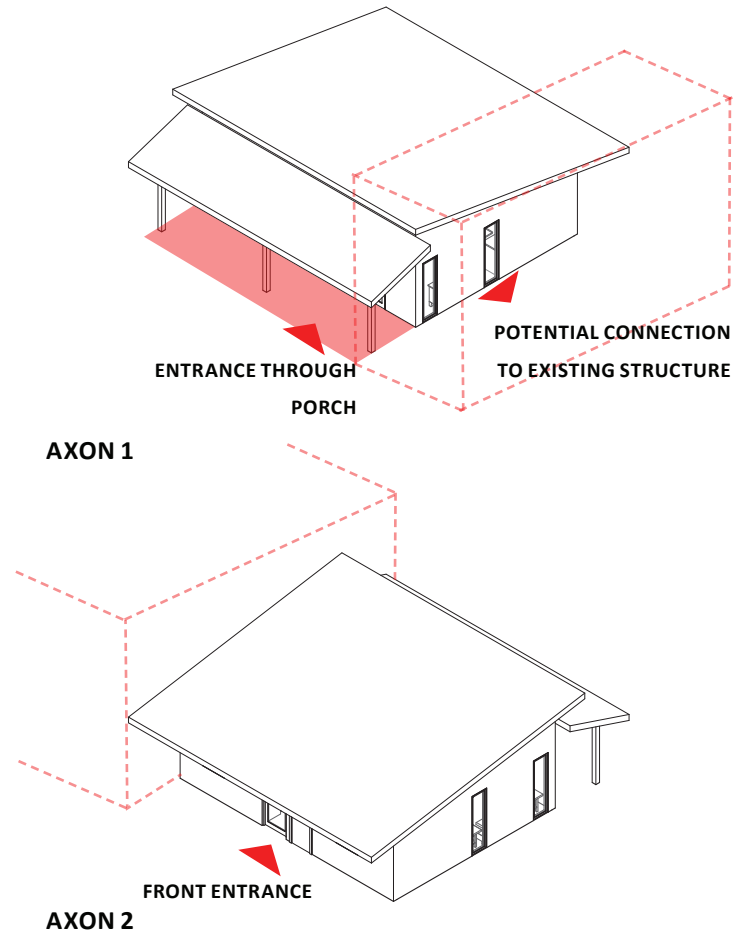 POTENTIAL CONNECTION
TO EXISTING STRUCTURE
ENTRANCE THROUGH
PORCH
AXON 1
FRONT ENTRANCE
AXON 2